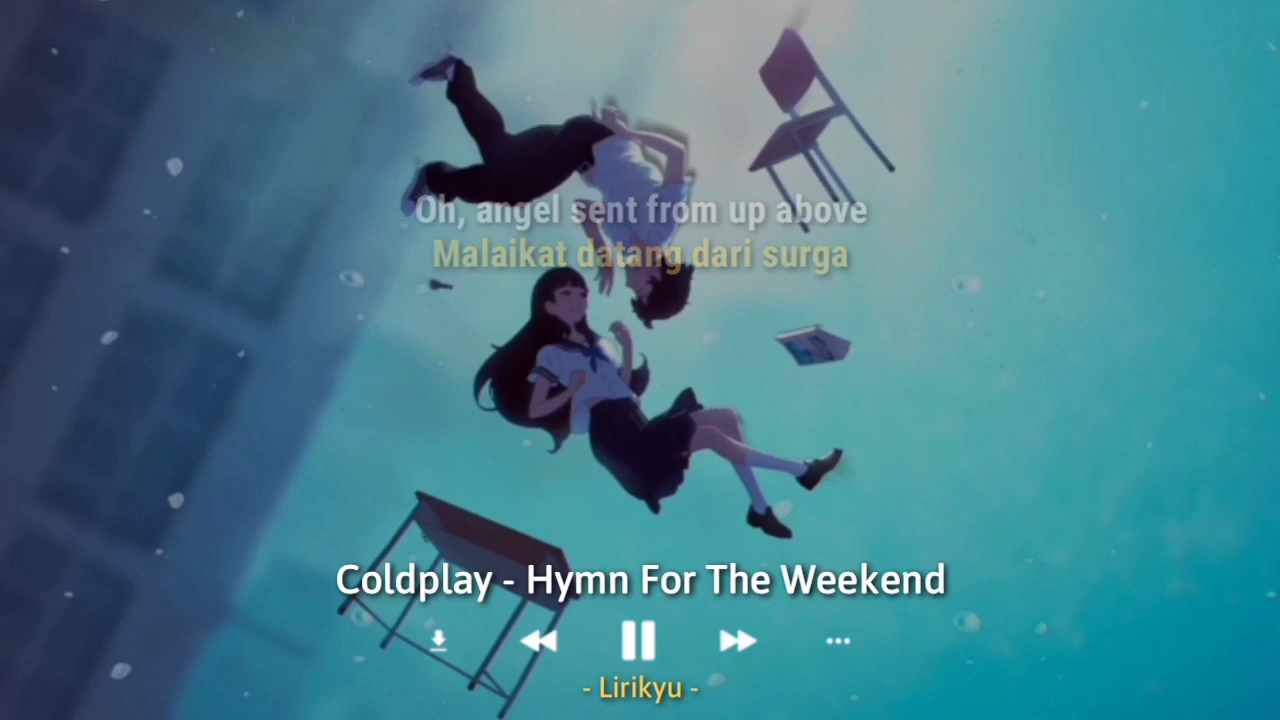 Oh, angel sent from up above
Malaikat datang dari surga
Coldplay - Hymn For The Weekend
- Lirikyu -